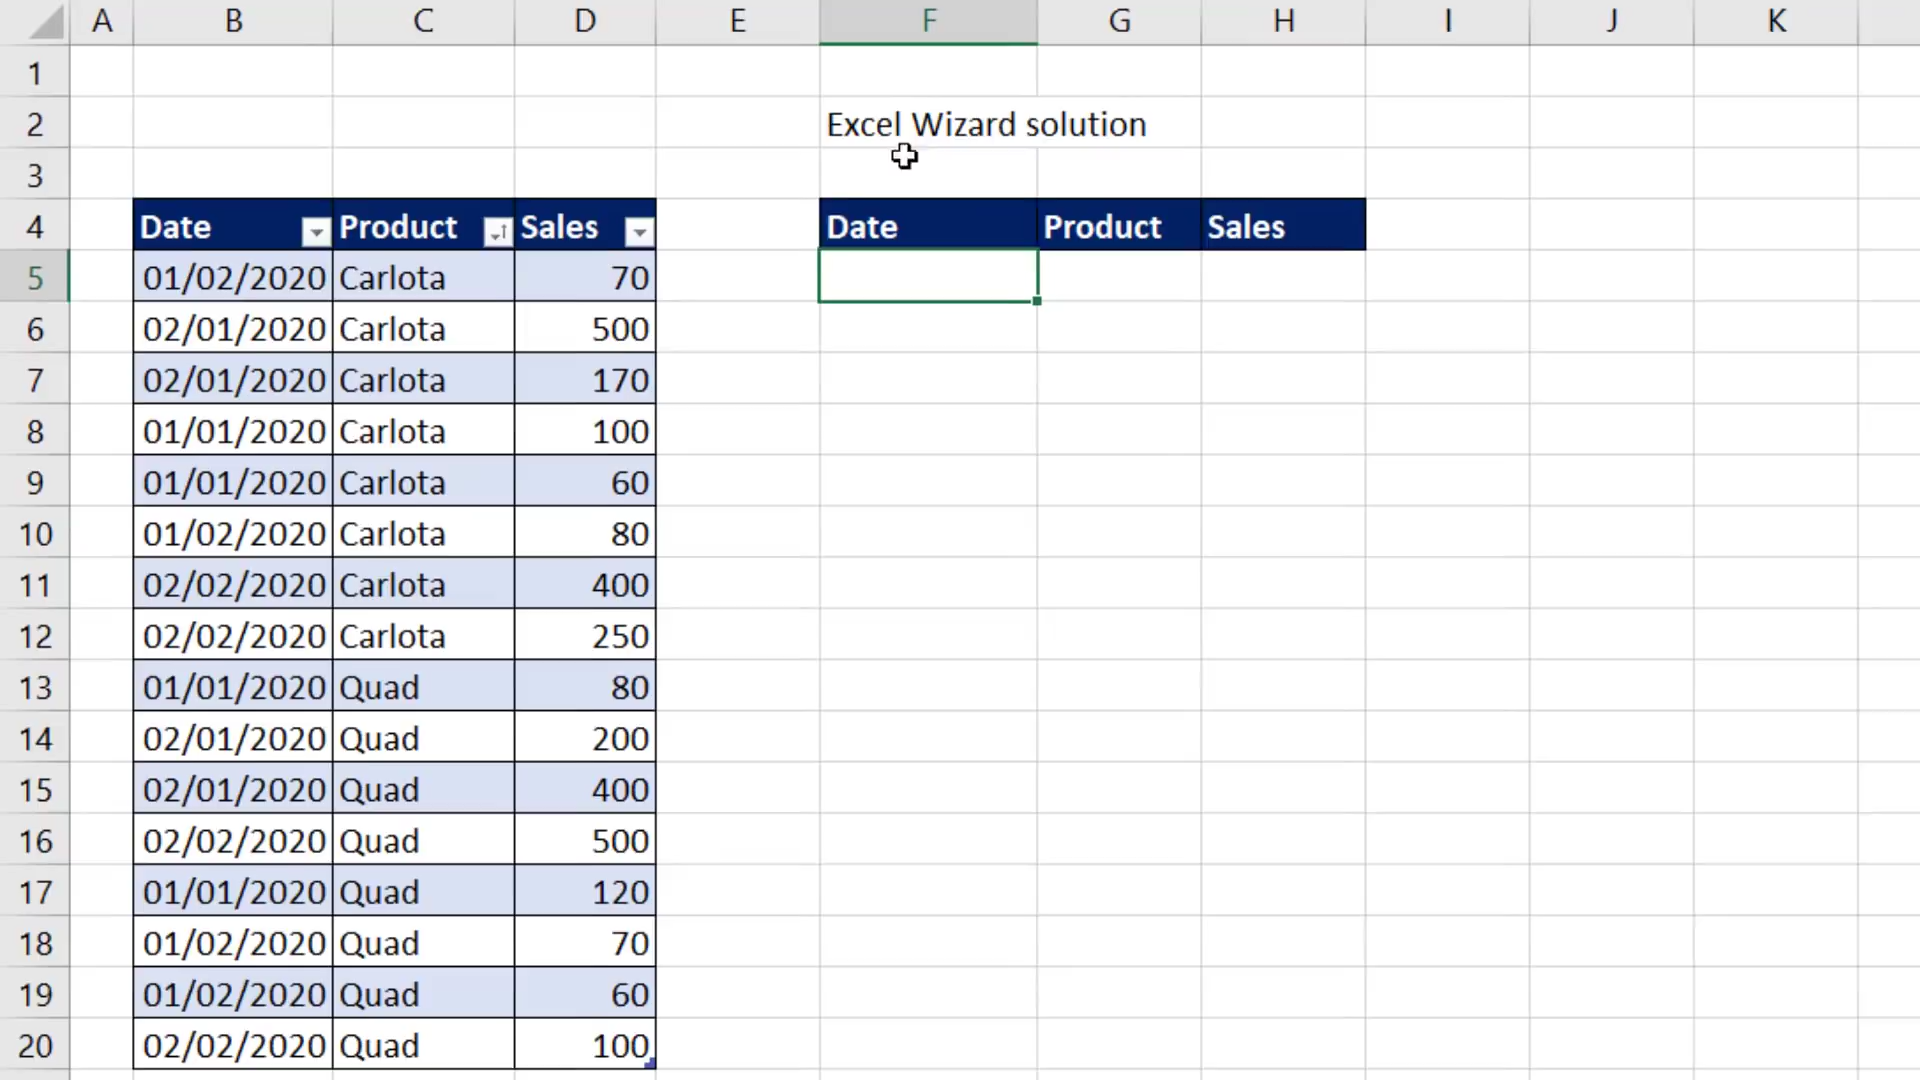 A B C D E F G H I J K
1
2 Excel Wizard solution
3
4 Date Product Sales Date Product Sales
5 01/02/2020 Carlota 70
6 02/01/2020 Carlota 500
7 02/01/2020 Carlota 170
8 01/01/2020 Carlota 100
9 01/01/2020 Carlota 60
10 01/02/2020 Carlota 80
11 02/02/2020 Carlota 400
12 02/02/2020 Carlota 250
13 01/01/2020 Quad 80
14 02/01/2020 Quad 200
15 02/01/2020 Quad 400
16 02/02/2020 Quad 500
17 01/01/2020 Quad 120
18 01/02/2020 Quad 70
19 01/02/2020 Quad 60
20 02/02/2020 Quad 100